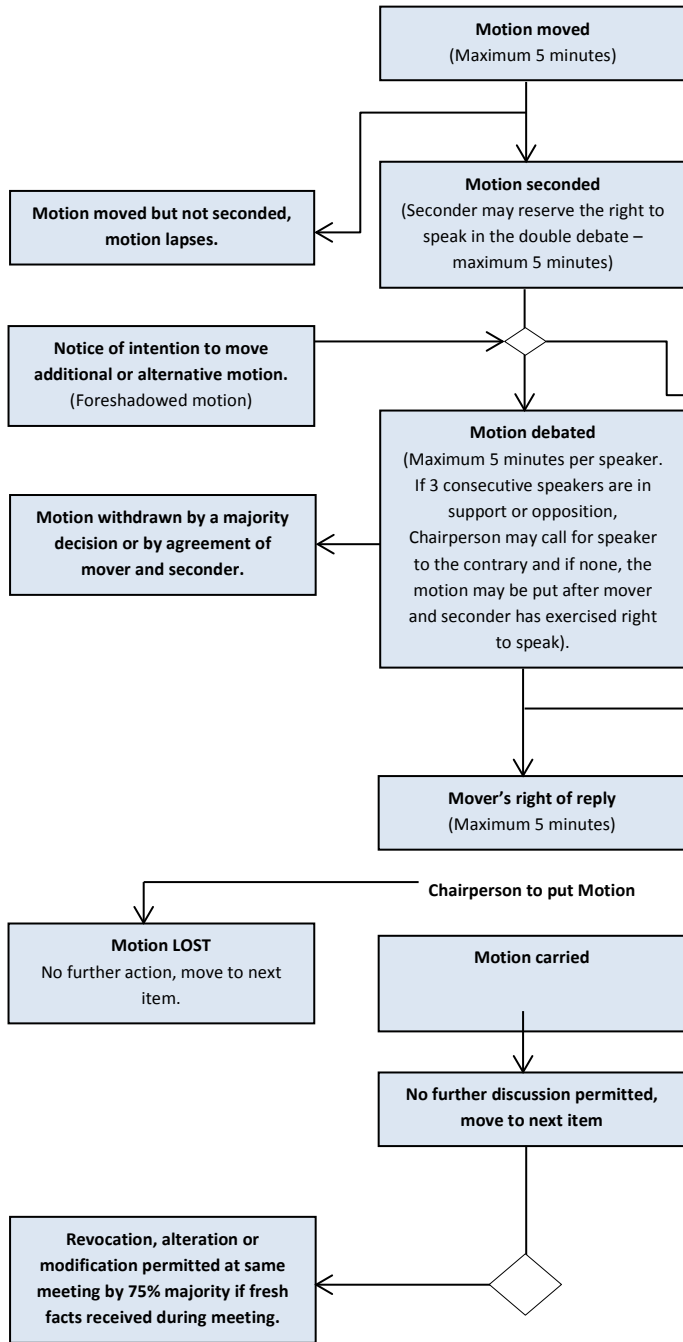 Motion moved
(Maximum 5 minutes)
Motion seconded
(Seconder may reserve the right to
speak in the double debate –
maximum 5 minutes)
Motion moved but not seconded,
motion lapses.
Notice of intention to move
additional or alternative motion.
(Foreshadowed motion)
Motion debated
(Maximum 5 minutes per speaker.
If 3 consecutive speakers are in
support or opposition,
Chairperson may call for speaker
to the contrary and if none, the
motion may be put after mover
and seconder has exercised right
to speak).
Motion withdrawn by a majority
decision or by agreement of
mover and seconder.
Mover’s right of reply
(Maximum 5 minutes)
Chairperson to put Motion
Motion LOST
No further action, move to next
item.
Motion carried
No further discussion permitted,
move to next item
Revocation, alteration or
modification permitted at same
meeting by 75% majority if fresh
facts received during meeting.